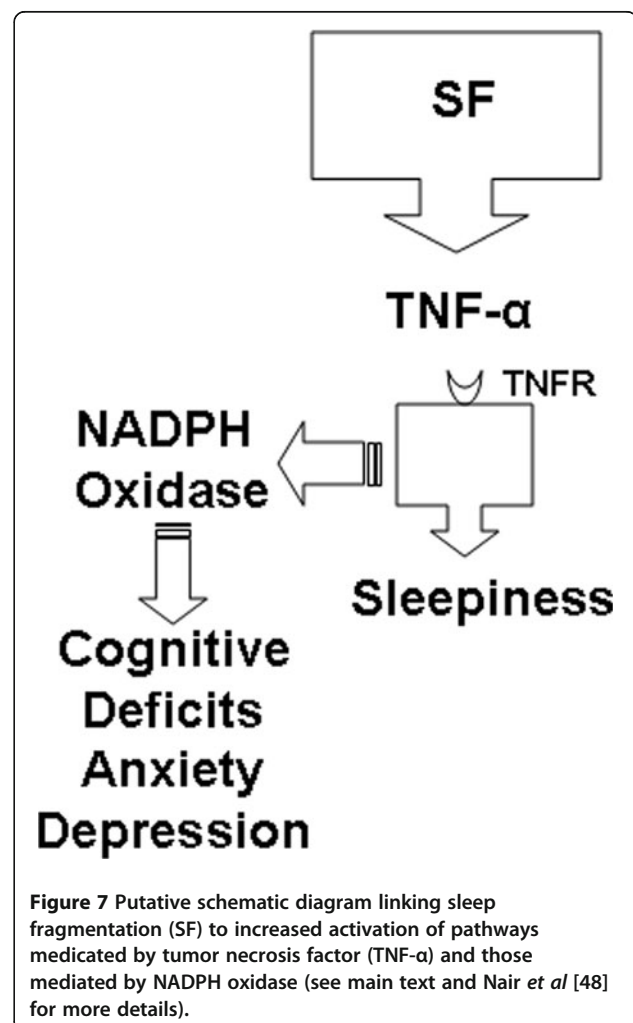 SF
TNF-α
TNFR
NADPH
Oxidase
Sleepiness
Cognitive
Deficits
Anxiety
Depression
Figure 7 Putative schematic diagram linking sleep
fragmentation (SF) to increased activation of pathways
medicated by tumor necrosis factor (TNF-α) and those
mediated by NADPH oxidase (see main text and Nair et al [48]
for more details).